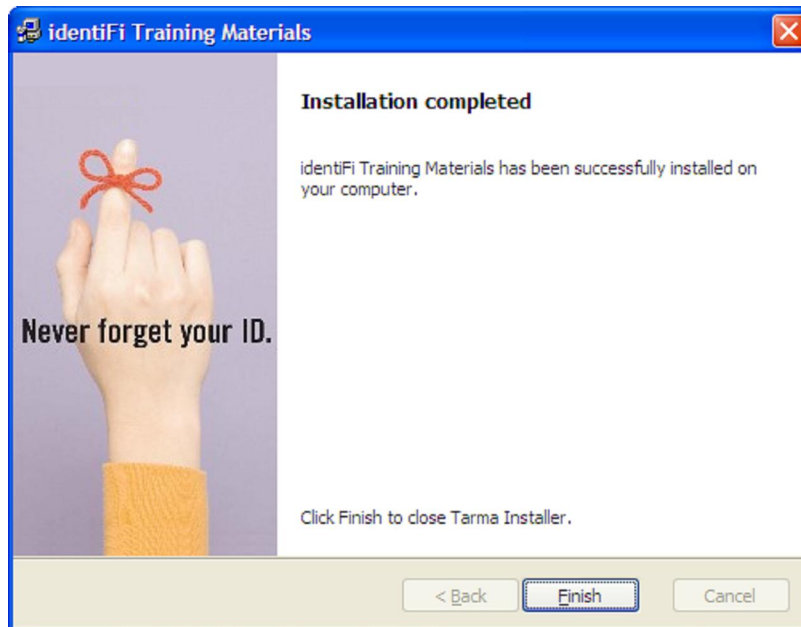 identiFi Training Materials
Installation completed
identiFi Training Materials has been successfully installed on
your computer.
Never forget your ID.
Click Finish to close Tarma Installer.
< Back
Finish
Cancel